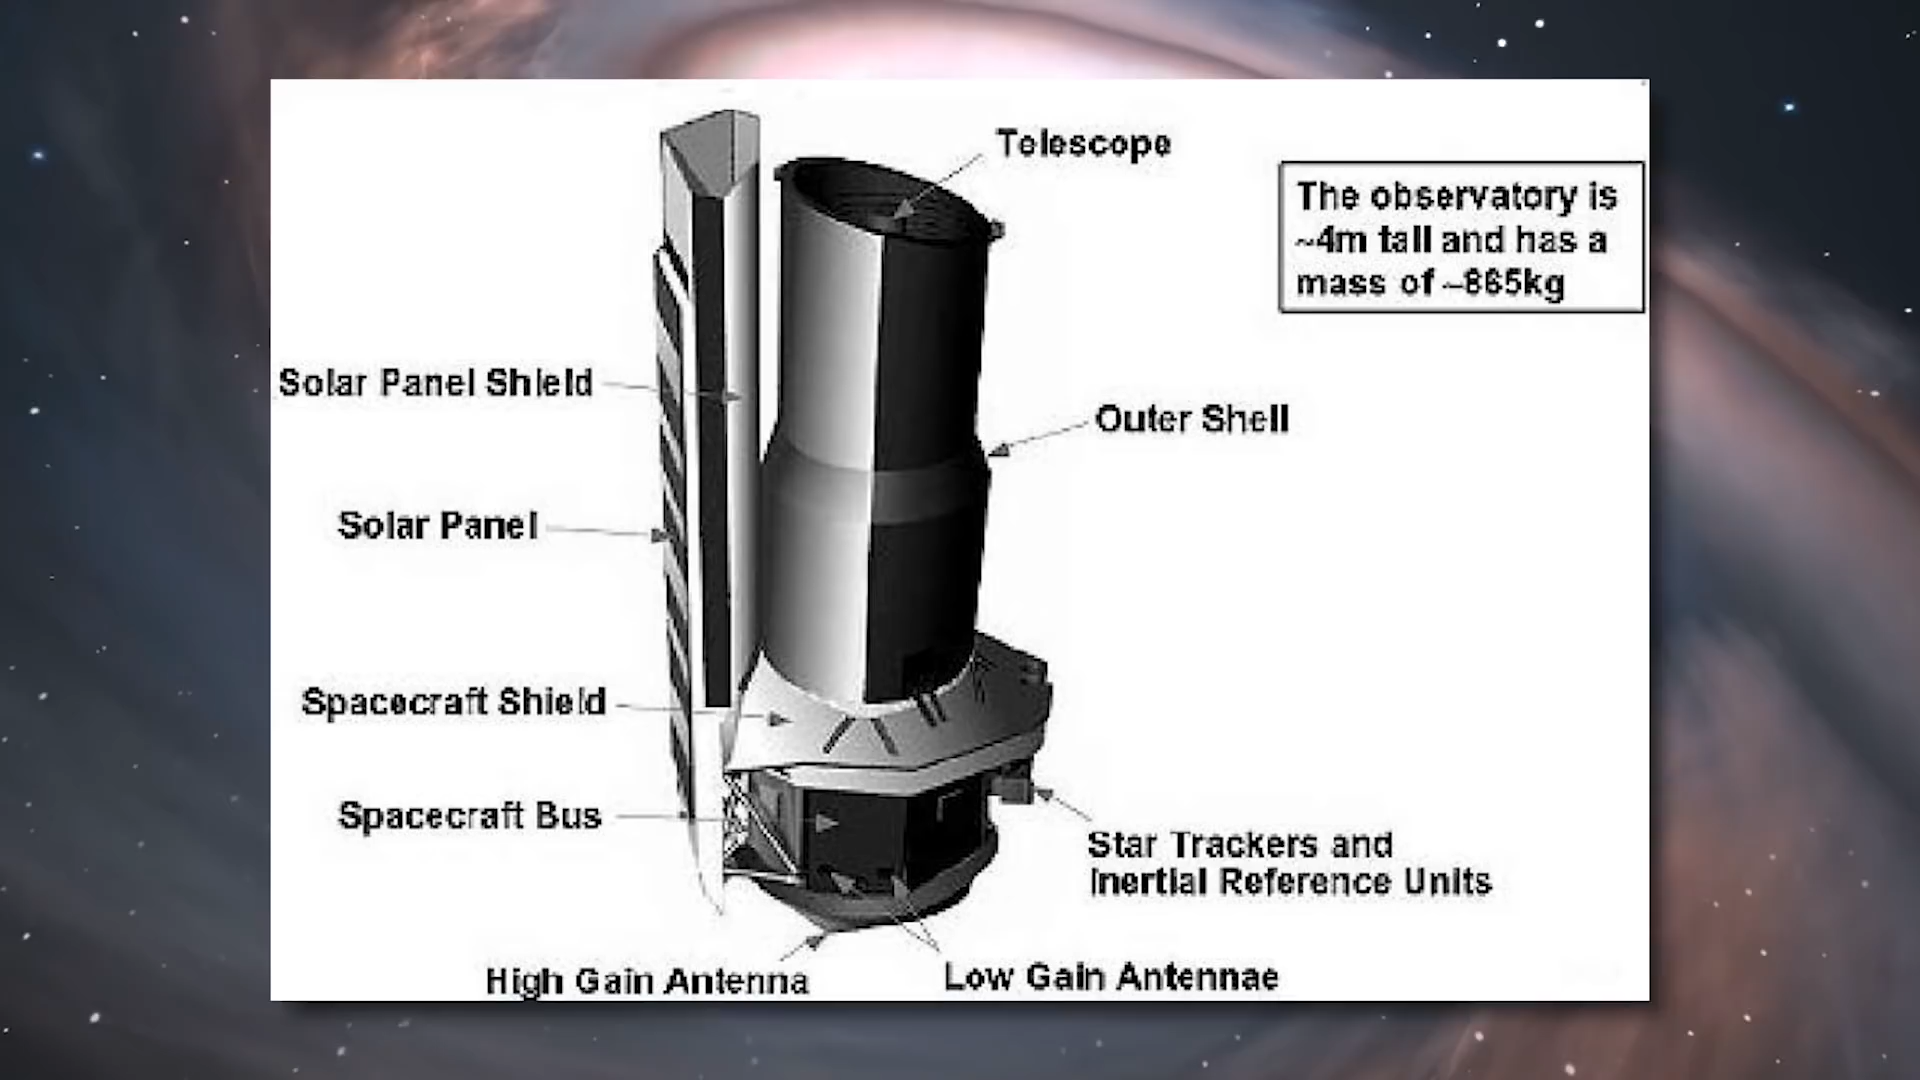 Telescope
The observatory is
~4m tall and has a
mass of ~865kg
Solar Panel Shield
Outer Shell
Solar Panel
Spacecraft Shield
Spacecraft Bus
Star Trackers and
Inertial Reference Units
High Gain Antenna
Low Gain Antennae